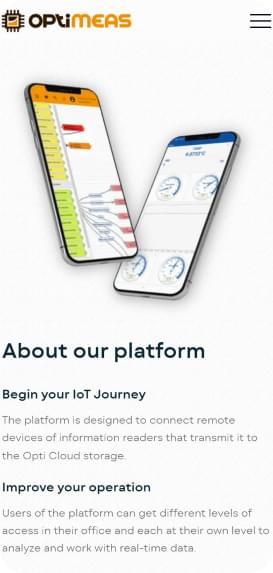 OPtiMEAS
About our platform
Begin your IoT Journey
The platform is designed to connect remote
devices of information readers that transmit it to
the Opti Cloud storage.
Improve your operation
Users of the platform can get different levels of
access in their office and each at their own level to
analyze and work with real-time data.